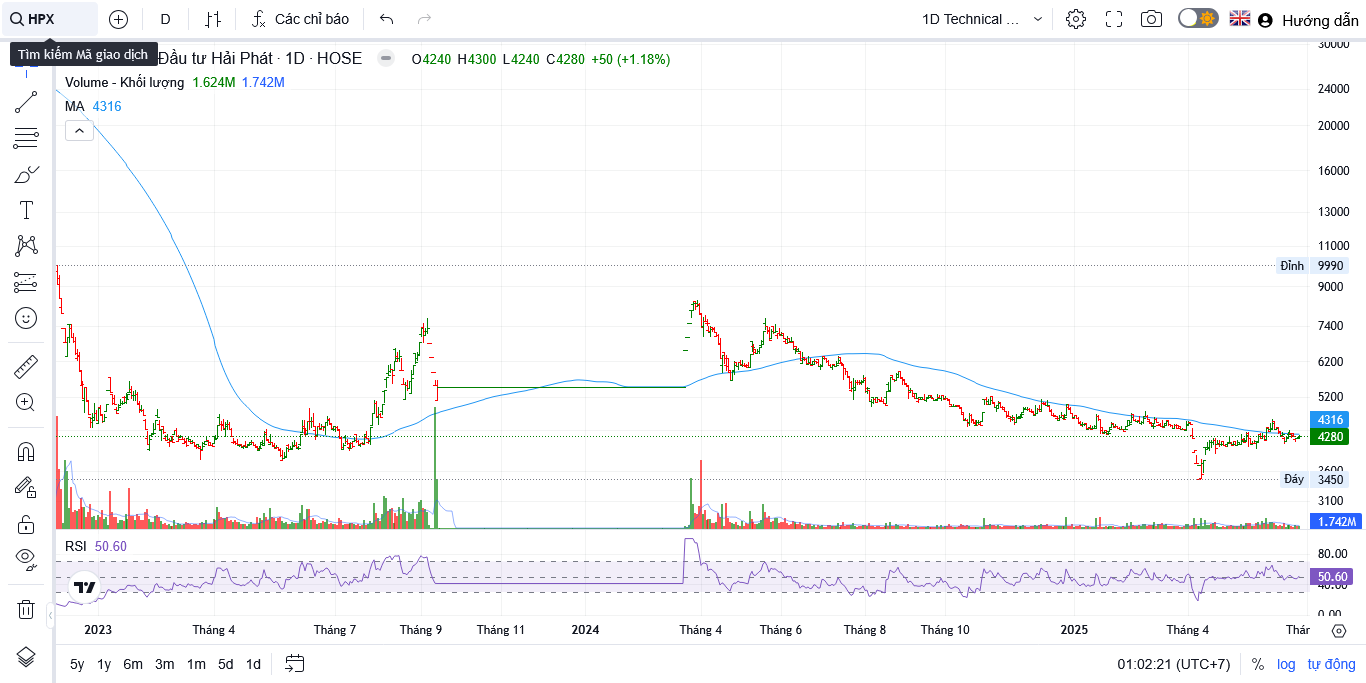 HPX
D
Các chỉ báo
1D Technical ...
Hướng dẫn
Tìm kiếm Mã giao dịch
Đầu tư Hải Phát · 1D · HOSE
O4240 H4300 L4240 C4280 +50 (+1.18%)
Volume - Khối lượng 1.624M 1.742M
MA 4316
30000
24000
20000
16000
13000
11000
Đỉnh 9990
9000
7400
6200
5200
4316
4280
3600
Đáy 3450
3100
1.742M
RSI 50.60
80.00
50.60
40.00
0.00
2023 Tháng 4 Tháng 7 Tháng 9 Tháng 11 2024 Tháng 4 Tháng 6 Tháng 8 Tháng 10 2025 Tháng 4 Thár
5y 1y 6m 3m 1m 5d 1d
01:02:21 (UTC+7) % log tự động